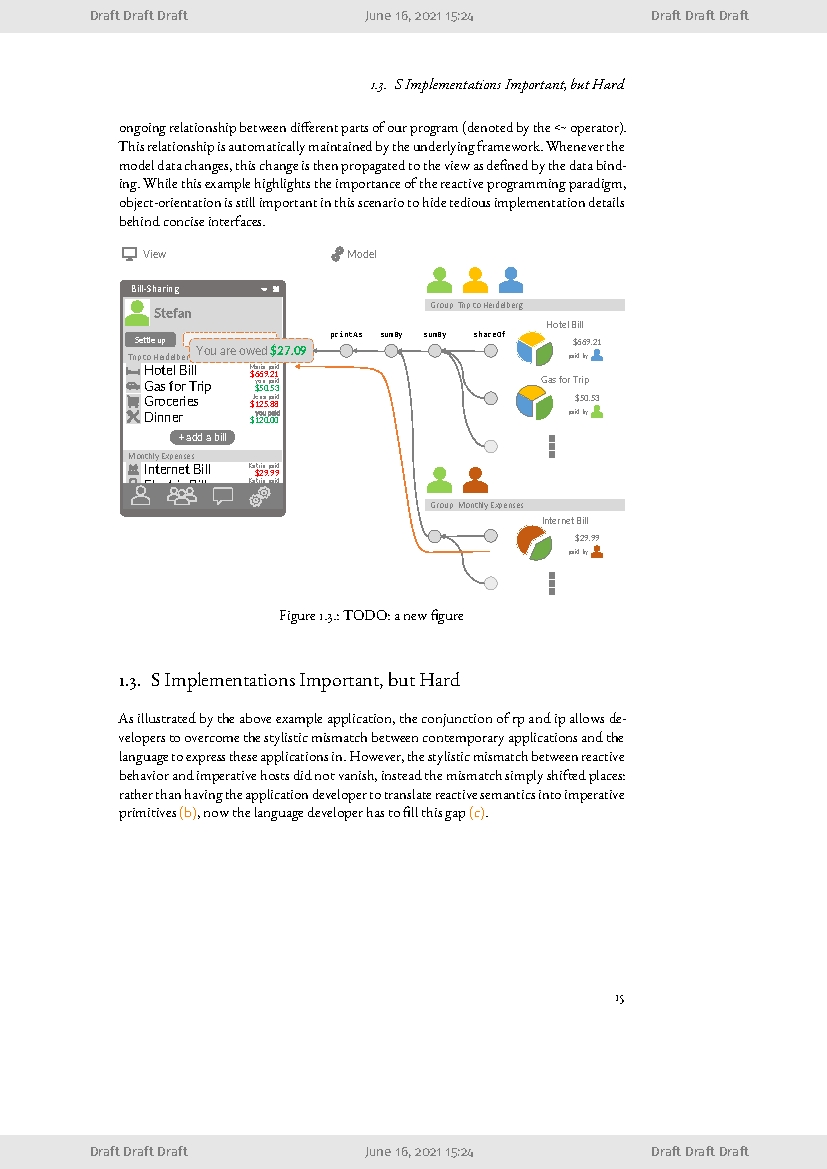 Draft Draft Draft June 16, 2021 15:24 Draft Draft Draft
1.3. S Implementations Important, but Hard
ongoing relationship between different parts of our program (denoted by the <~ operator).
This relationship is automatically maintained by the underlying framework. Whenever the
model data changes, this change is then propagated to the view as defined by the data bind-
ing. While this example highlights the importance of the reactive programming paradigm,
object-orientation is still important in this scenario to hide tedious implementation details
behind concise interfaces.
View
Model
Bill-Sharing
Stefan
Settle up
You are owed $27.09
Trip to Heidelber
Hotel Bill
Maria paid
$669.21
Gas for Trip
you paid
$50.53
Groceries
Jens paid
$125.88
Dinner
you paid
$120.00
+ add a bill
Monthly Expenses
Internet Bill
Katrin paid
$29.99
Katrin paid
printAs sumBy sumBy shareOf
Group Trip to Heidelberg
Hotel Bill
$669.21
paid by
Gas for Trip
$50.53
paid by
Group Monthly Expenses
Internet Bill
$29.99
paid by
Figure 1.3.: TODO: a new figure
1.3. S Implementations Important, but Hard
As illustrated by the above example application, the conjunction of rp and ip allows de-
velopers to overcome the stylistic mismatch between contemporary applications and the
language to express these applications in. However, the stylistic mismatch between reactive
behavior and imperative hosts did not vanish, instead the mismatch simply shifted places:
rather than having the application developer to translate reactive semantics into imperative
primitives (b), now the language developer has to fill this gap (c).
15
Draft Draft Draft June 16, 2021 15:24 Draft Draft Draft